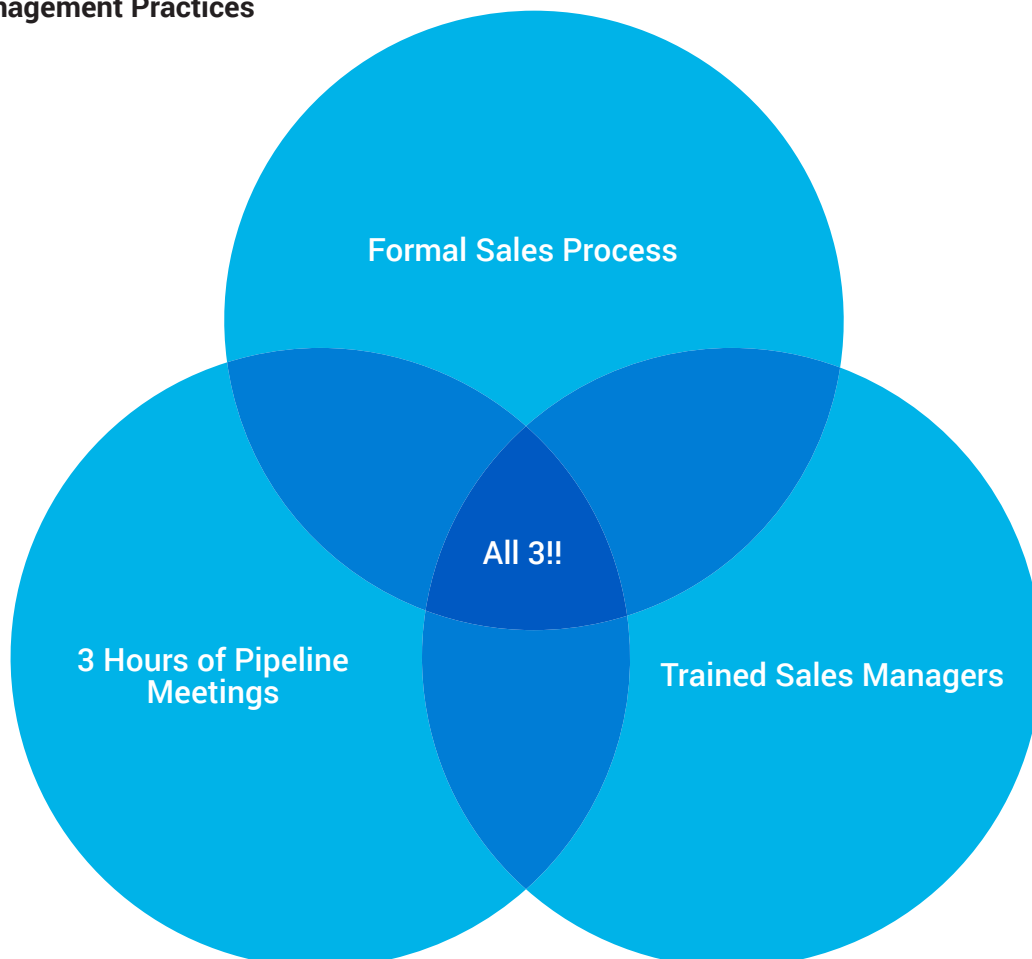 nagement Practices
Formal Sales Process
All 3!!
3 Hours of Pipeline
Meetings
Trained Sales Managers